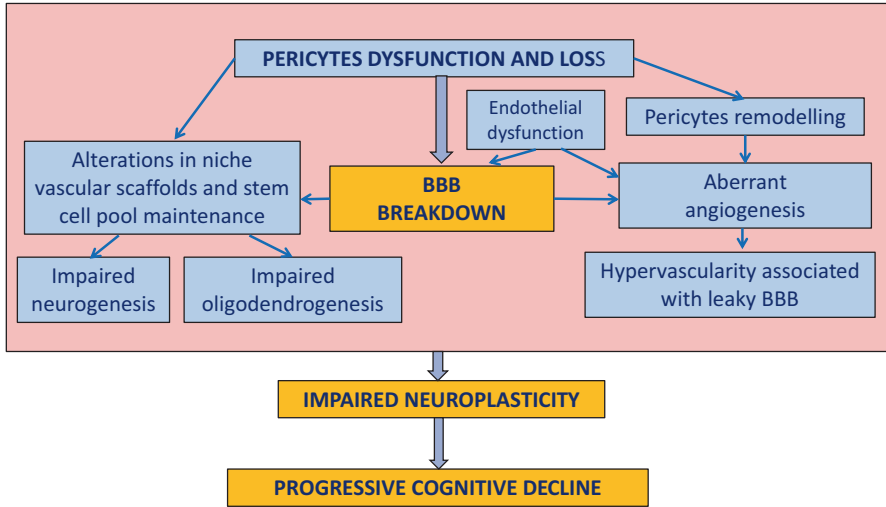 PERICYTES DYSFUNCTION AND LOSS
Endothelial
dysfunction
Pericytes remodelling
Alterations in niche
vascular scaffolds and stem
cell pool maintenance
BBB
BREAKDOWN
Aberrant
angiogenesis
Impaired
neurogenesis
Impaired
oligodendrogenesis
Hypervascularity associated
with leaky BBB
IMPAIRED NEUROPLASTICITY
PROGRESSIVE COGNITIVE DECLINE